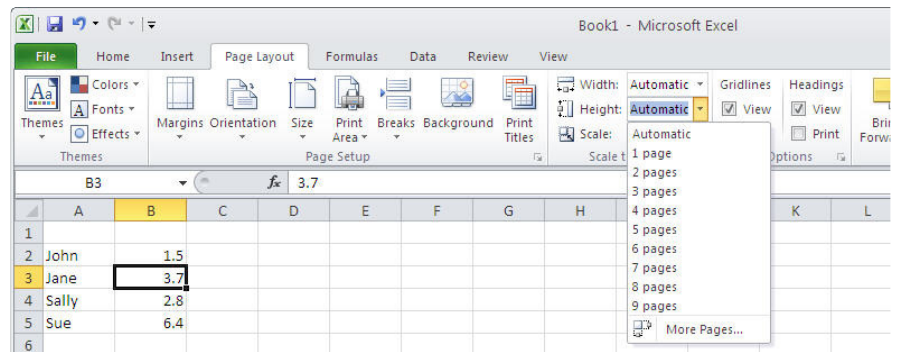 Book1 - Microsoft Excel
File Home Insert Page Layout Formulas Data Review View
Aa Themes
Colors
A Fonts
Effects
Themes
Margins Orientation Size Print Area Breaks Background Print Titles
Page Setup
Width: Automatic
Height: Automatic
Scale:
Scale t
Gridlines
View
Headings
View
Print
Options
Bri
Forwa
Automatic
1 page
2 pages
3 pages
4 pages
5 pages
6 pages
7 pages
8 pages
9 pages
More Pages...
B3 fx 3.7
A B C D E F G H K L
1
2 John 1.5
3 Jane 3.7
4 Sally 2.8
5 Sue 6.4
6